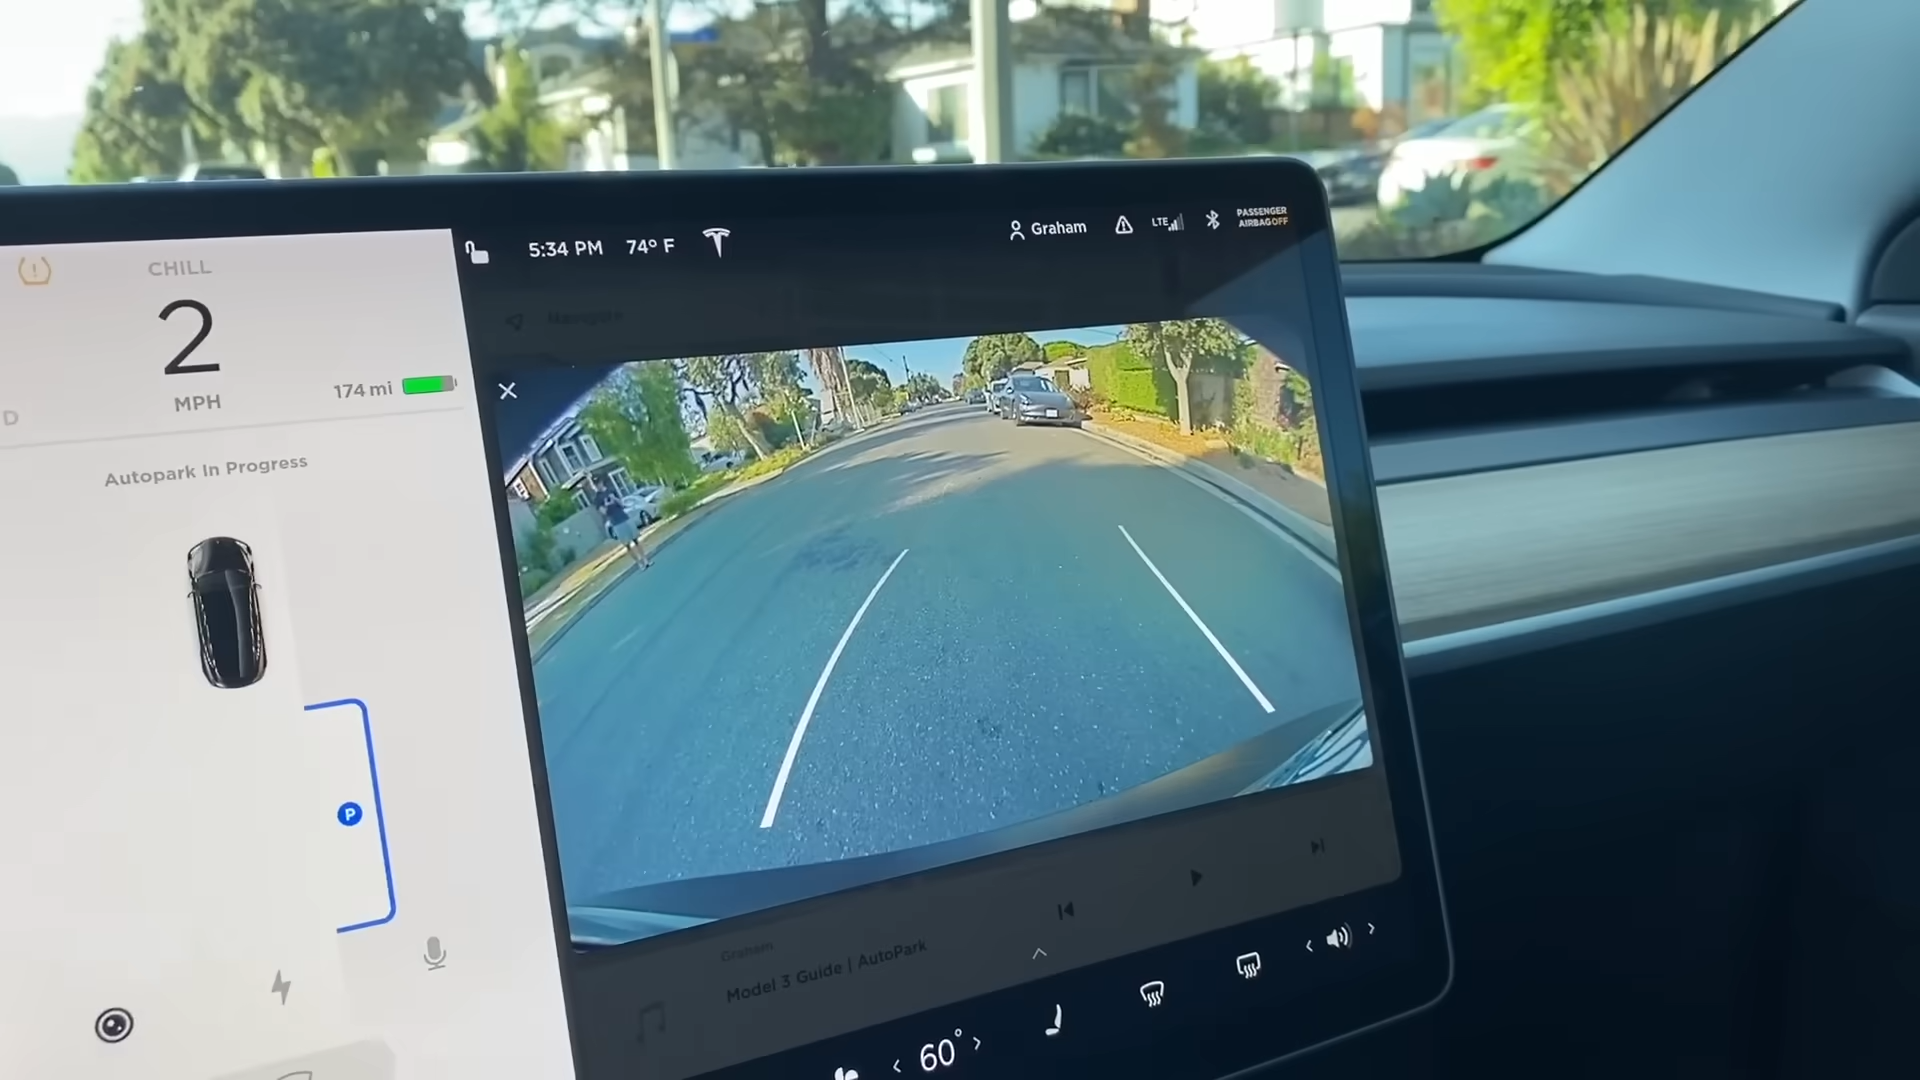 CHILL
2
MPH
174 mi
D
Autopark In Progress
P
5:34 PM 74° F
Graham LTE PASSENGER
AIRBAG OFF
Navigate
Graham
Model 3 Guide | AutoPark
60°